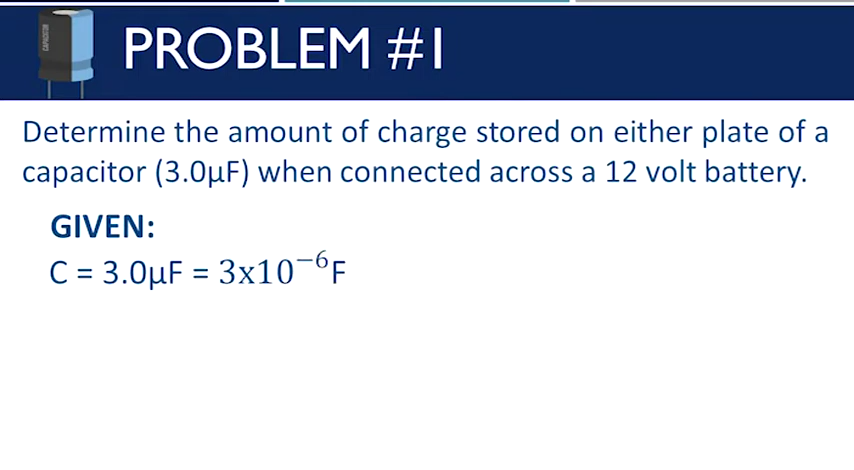 CAPACITOR
PROBLEM #1
Determine the amount of charge stored on either plate of a
capacitor (3.0µF) when connected across a 12 volt battery.
GIVEN:
C = 3.0µF = 3x10⁻⁶F